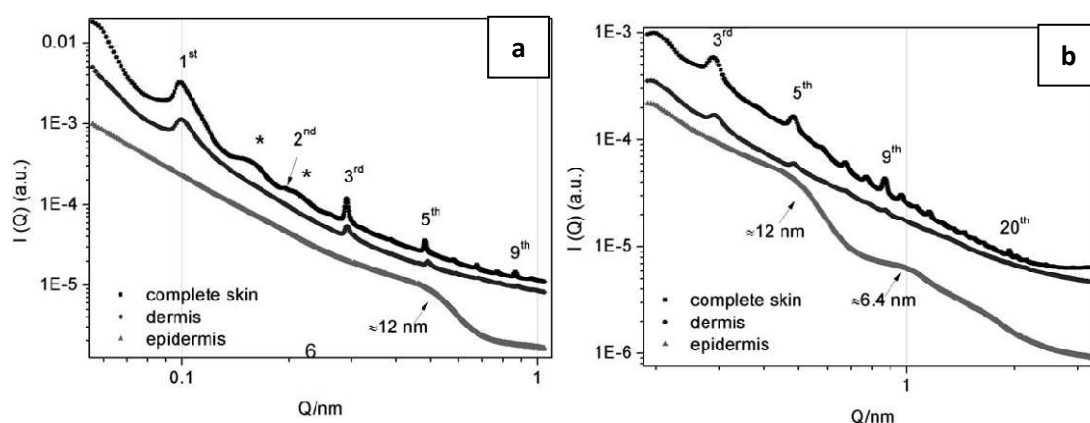 a
0.01
1E-3
1E-4
1E-5
I (Q) (a.u.)
1st
*
2nd
*
3rd
5th
9th
≈12 nm
complete skin
dermis
epidermis
6
0.1
1
Q/nm
b
1E-3
1E-4
1E-5
1E-6
I (Q) (a.u.)
3rd
5th
9th
20th
≈12 nm
≈6.4 nm
complete skin
dermis
epidermis
1
Q/nm